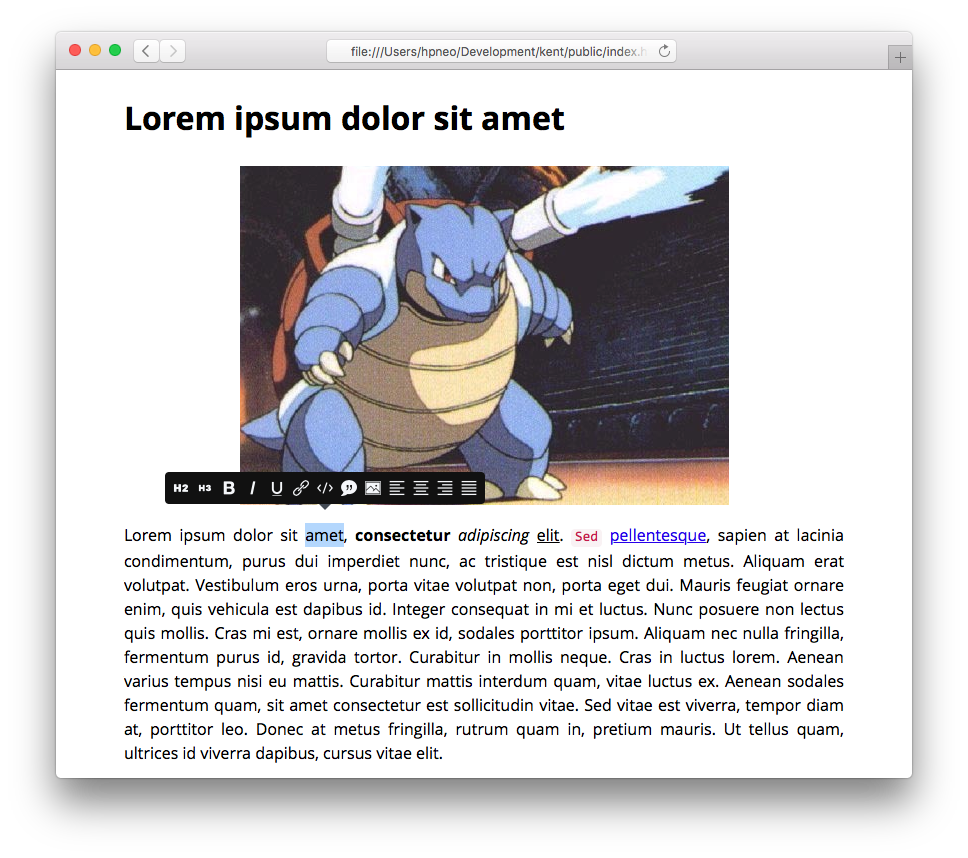 file:///Users/hpneo/Development/kent/public/index.h
Lorem ipsum dolor sit amet
H2 H3 B I U
Lorem ipsum dolor sit amet, consectetur adipiscing elit. Sed pellentesque, sapien at lacinia
condimentum, purus dui imperdiet nunc, ac tristique est nisl dictum metus. Aliquam erat
volutpat. Vestibulum eros urna, porta vitae volutpat non, porta eget dui. Mauris feugiat ornare
enim, quis vehicula est dapibus id. Integer consequat in mi et luctus. Nunc posuere non lectus
quis mollis. Cras mi est, ornare mollis ex id, sodales porttitor ipsum. Aliquam nec nulla fringilla,
fermentum purus id, gravida tortor. Curabitur in mollis neque. Cras in luctus lorem. Aenean
varius tempus nisi eu mattis. Curabitur mattis interdum quam, vitae luctus ex. Aenean sodales
fermentum quam, sit amet consectetur est sollicitudin vitae. Sed vitae est viverra, tempor diam
at, porttitor leo. Donec at metus fringilla, rutrum quam in, pretium mauris. Ut tellus quam,
ultrices id viverra dapibus, cursus vitae elit.